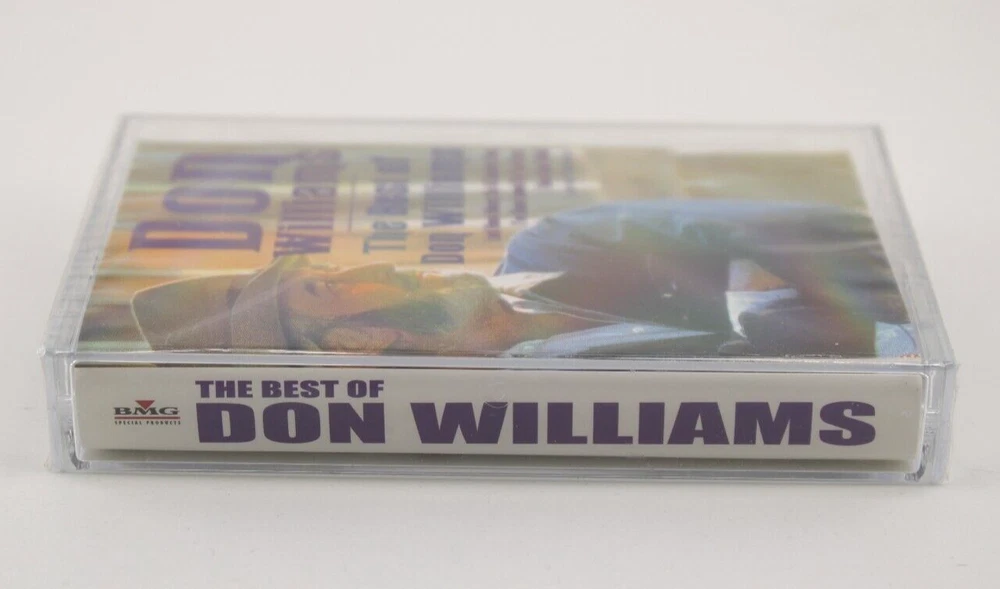 DON
Williams
The Best of
Don Williams
BMG
SPECIAL PRODUCTS
THE BEST OF
DON WILLIAMS